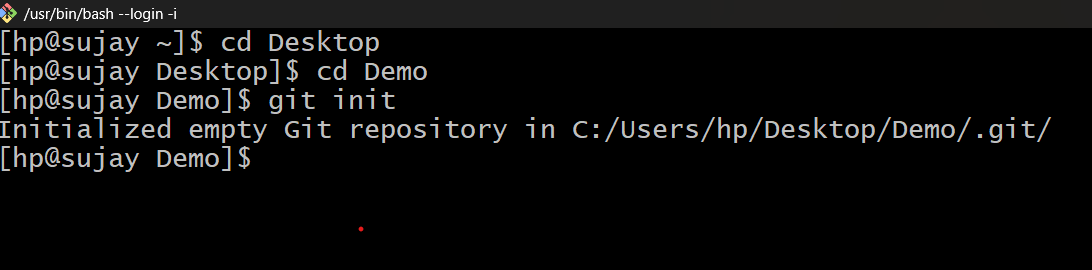 /usr/bin/bash --login -i
[hp@sujay ~]$ cd Desktop
[hp@sujay Desktop]$ cd Demo
[hp@sujay Demo]$ git init
Initialized empty Git repository in C:/Users/hp/Desktop/Demo/.git/
[hp@sujay Demo]$